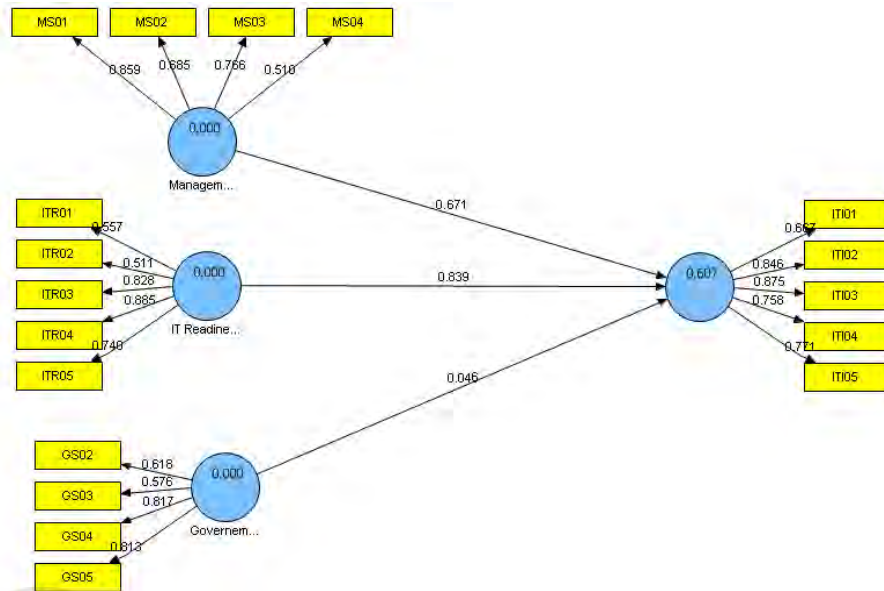 MS01
MS02
MS03
MS04
0.859
0.685
0.766
0.510
0.000
Managem...
0.671
ITR01
ITR02
ITR03
ITR04
ITR05
0.557
0.511
0.828
0.885
0.740
0.000
IT Readine...
0.839
0.607
0.667
0.846
0.875
0.758
0.771
ITI01
ITI02
ITI03
ITI04
ITI05
0.046
GS02
GS03
GS04
GS05
0.618
0.576
0.817
0.813
0.000
Governem...